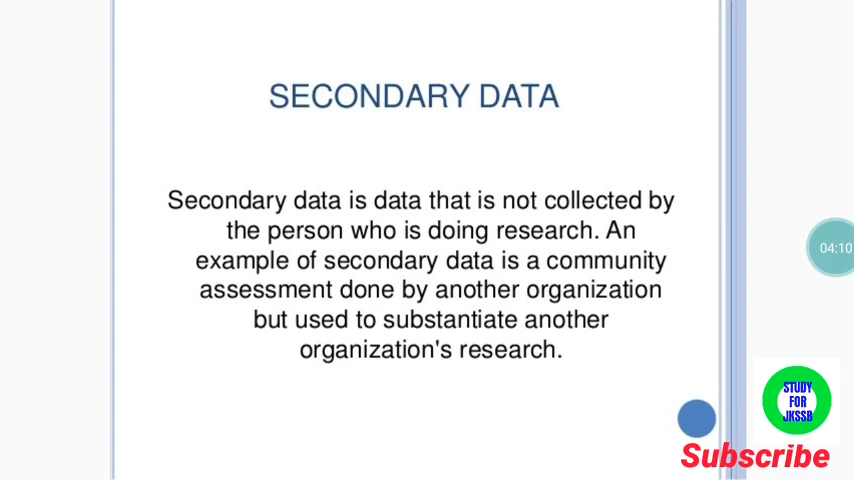 SECONDARY DATA
Secondary data is data that is not collected by
the person who is doing research. An
example of secondary data is a community
assessment done by another organization
but used to substantiate another
organization's research.
04:10
STUDY
FOR
JKSSB
Subscribe